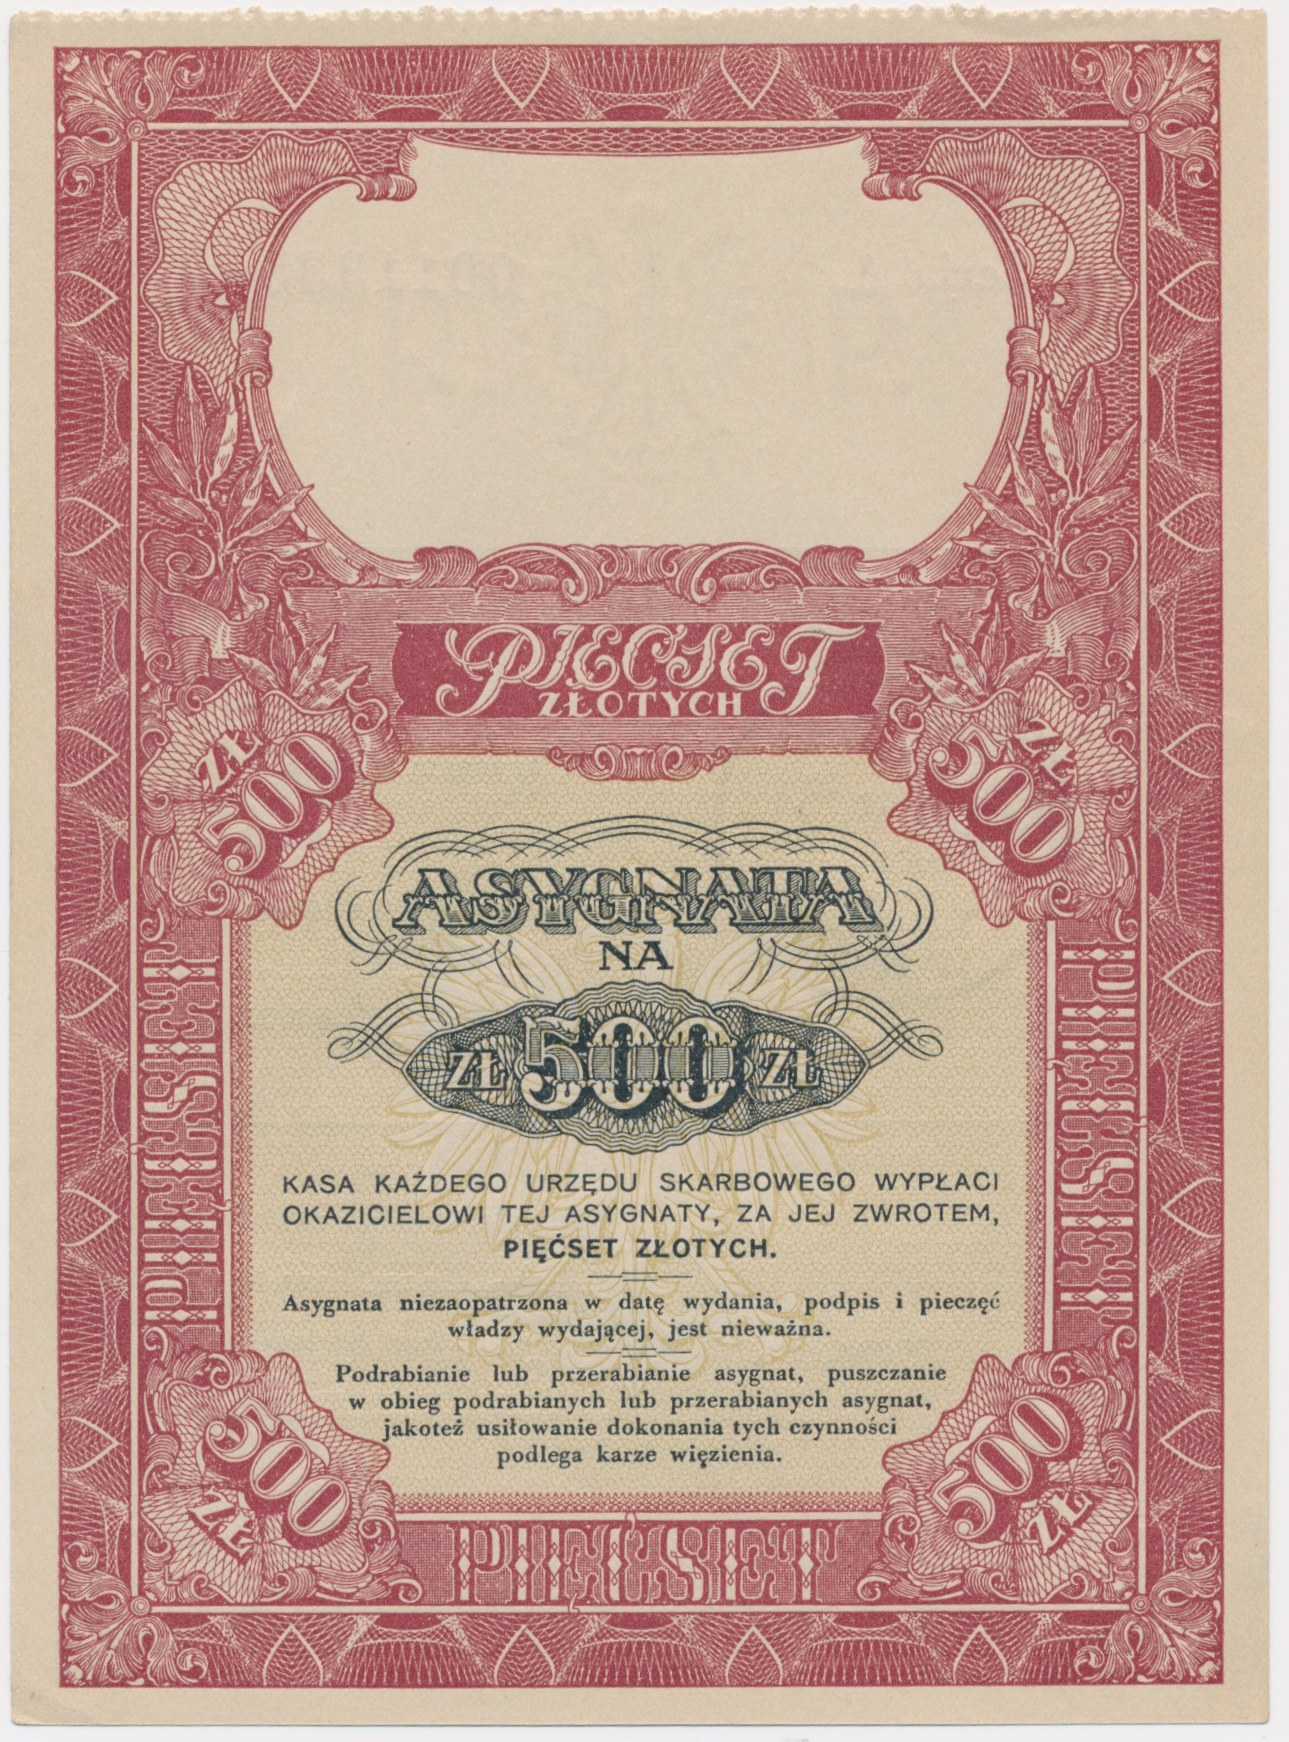 PIĘĆSET
ZŁOTYCH
ZŁ
500
ZŁ
500
ASYGNATA
NA
ZŁ 500 ZŁ
PIĘĆSET
PIĘĆSET
KASA KAŻDEGO URZĘDU SKARBOWEGO WYPŁACI
OKAZICIELOWI TEJ ASYGNATY, ZA JEJ ZWROTEM,
PIĘĆSET ZŁOTYCH.
Asygnata niezaopatrzona w datę wydania, podpis i pieczęć
władzy wydającej, jest nieważna.
Podrabianie lub przerabianie asygnat, puszczanie
w obieg podrabianych lub przerabianych asygnat,
jakoteż usiłowanie dokonania tych czynności
podlega karze więzienia.
500
ZŁ
500
ZŁ
PIĘĆSET